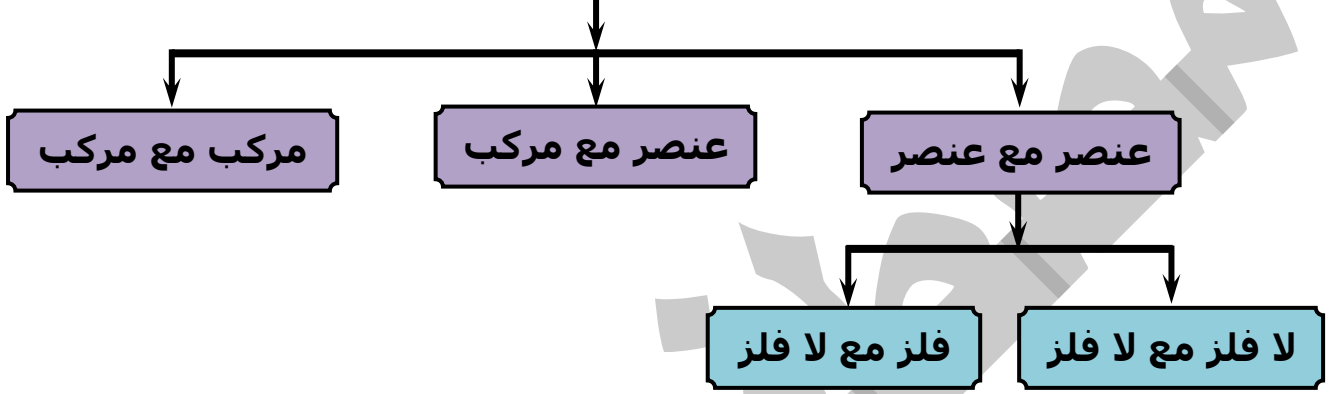 عنصر مع عنصر
عنصر مع مركب
مركب مع مركب
لا فلز مع لا فلز
فلز مع لا فلز